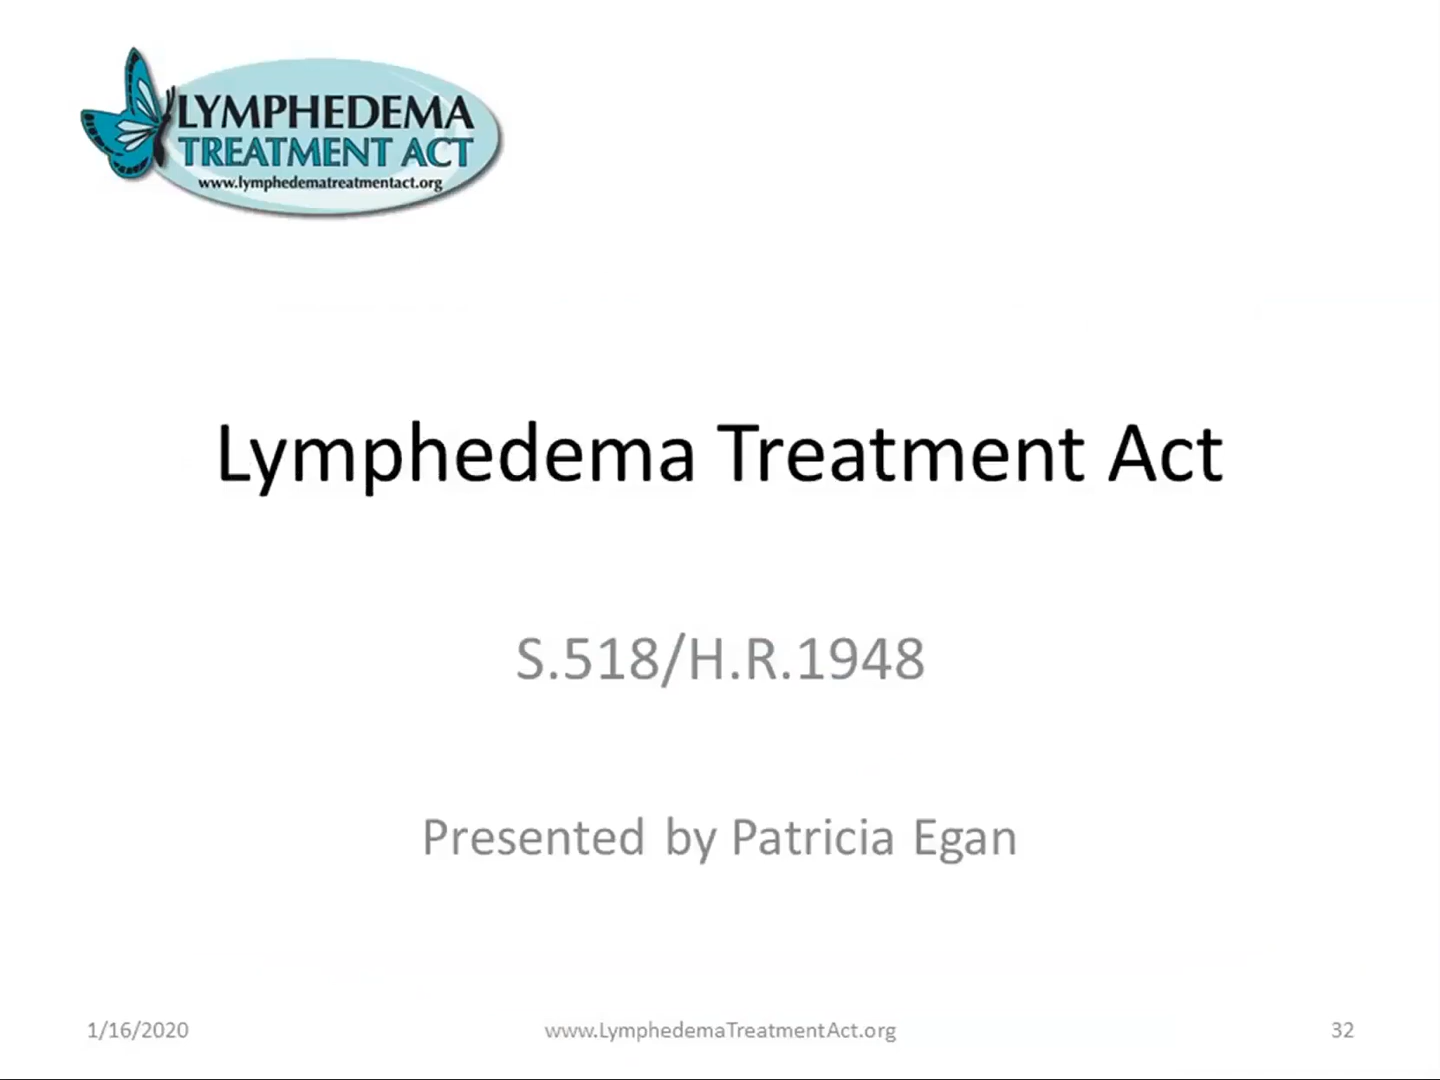 LYMPHEDEMA
TREATMENT ACT
www.lymphedematreatmentact.org
Lymphedema Treatment Act
S.518/H.R.1948
Presented by Patricia Egan
1/16/2020
www.LymphedemaTreatmentAct.org
32